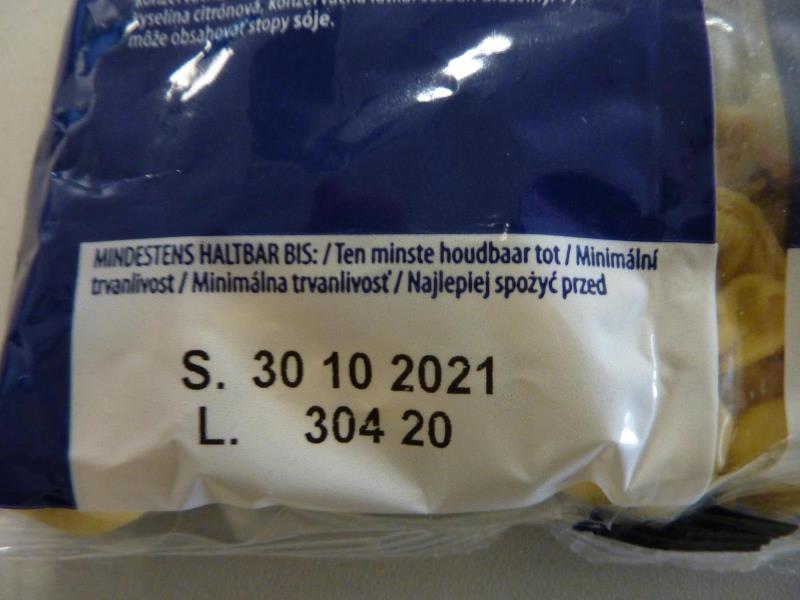 kyselina citrónová, konzervačná
môže obsahovať stopy sóje.
MINDESTENS HALTBAR BIS: / Ten minste houdbaar tot / Minimální
trvanlivost / Minimálna trvanlivosť / Najlepiej spożyć przed
S. 30 10 2021
L. 304 20